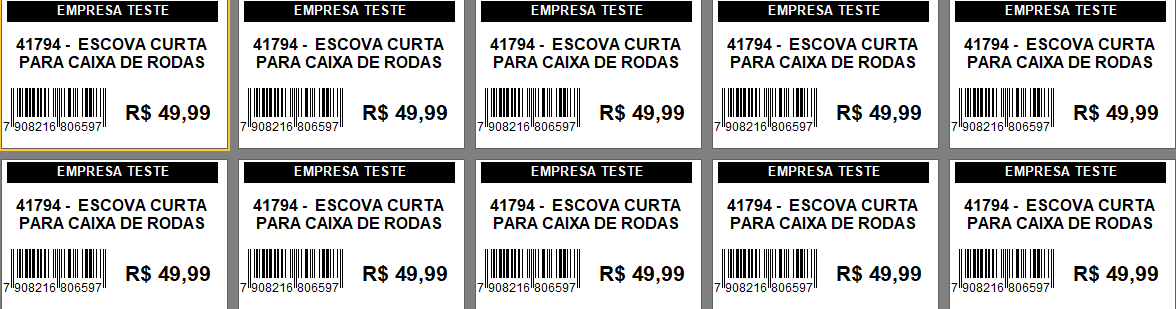 EMPRESA TESTE
41794 - ESCOVA CURTA
PARA CAIXA DE RODAS
R$ 49,99
7 908216 806597
EMPRESA TESTE
41794 - ESCOVA CURTA
PARA CAIXA DE RODAS
R$ 49,99
7 908216 806597
EMPRESA TESTE
41794 - ESCOVA CURTA
PARA CAIXA DE RODAS
R$ 49,99
7 908216 806597
EMPRESA TESTE
41794 - ESCOVA CURTA
PARA CAIXA DE RODAS
R$ 49,99
7 908216 806597
EMPRESA TESTE
41794 - ESCOVA CURTA
PARA CAIXA DE RODAS
R$ 49,99
7 908216 806597
EMPRESA TESTE
41794 - ESCOVA CURTA
PARA CAIXA DE RODAS
R$ 49,99
7 908216 806597
EMPRESA TESTE
41794 - ESCOVA CURTA
PARA CAIXA DE RODAS
R$ 49,99
7 908216 806597
EMPRESA TESTE
41794 - ESCOVA CURTA
PARA CAIXA DE RODAS
R$ 49,99
7 908216 806597
EMPRESA TESTE
41794 - ESCOVA CURTA
PARA CAIXA DE RODAS
R$ 49,99
7 908216 806597
EMPRESA TESTE
41794 - ESCOVA CURTA
PARA CAIXA DE RODAS
R$ 49,99
7 908216 806597